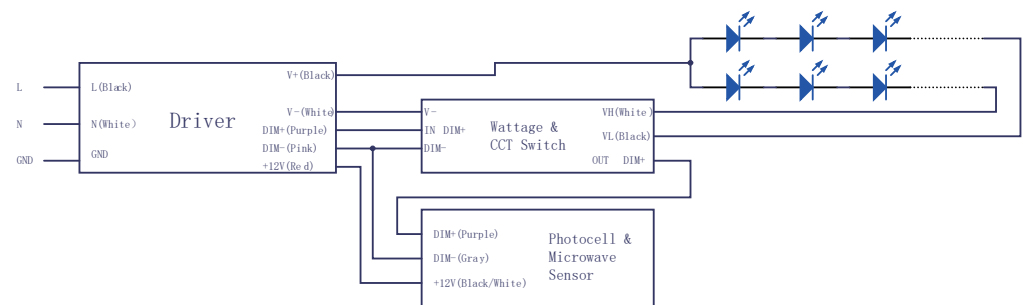 L
N
GND
L(Black)
N(White)
GND
Driver
V+(Black)
V-(White)
DIM+(Purple)
DIM-(Pink)
+12V(Red)
V-
IN DIM+
DIM-
Wattage &
CCT Switch
VH(White)
VL(Black)
OUT DIM+
DIM+(Purple)
DIM-(Gray)
+12V(Black/White)
Photocell &
Microwave
Sensor